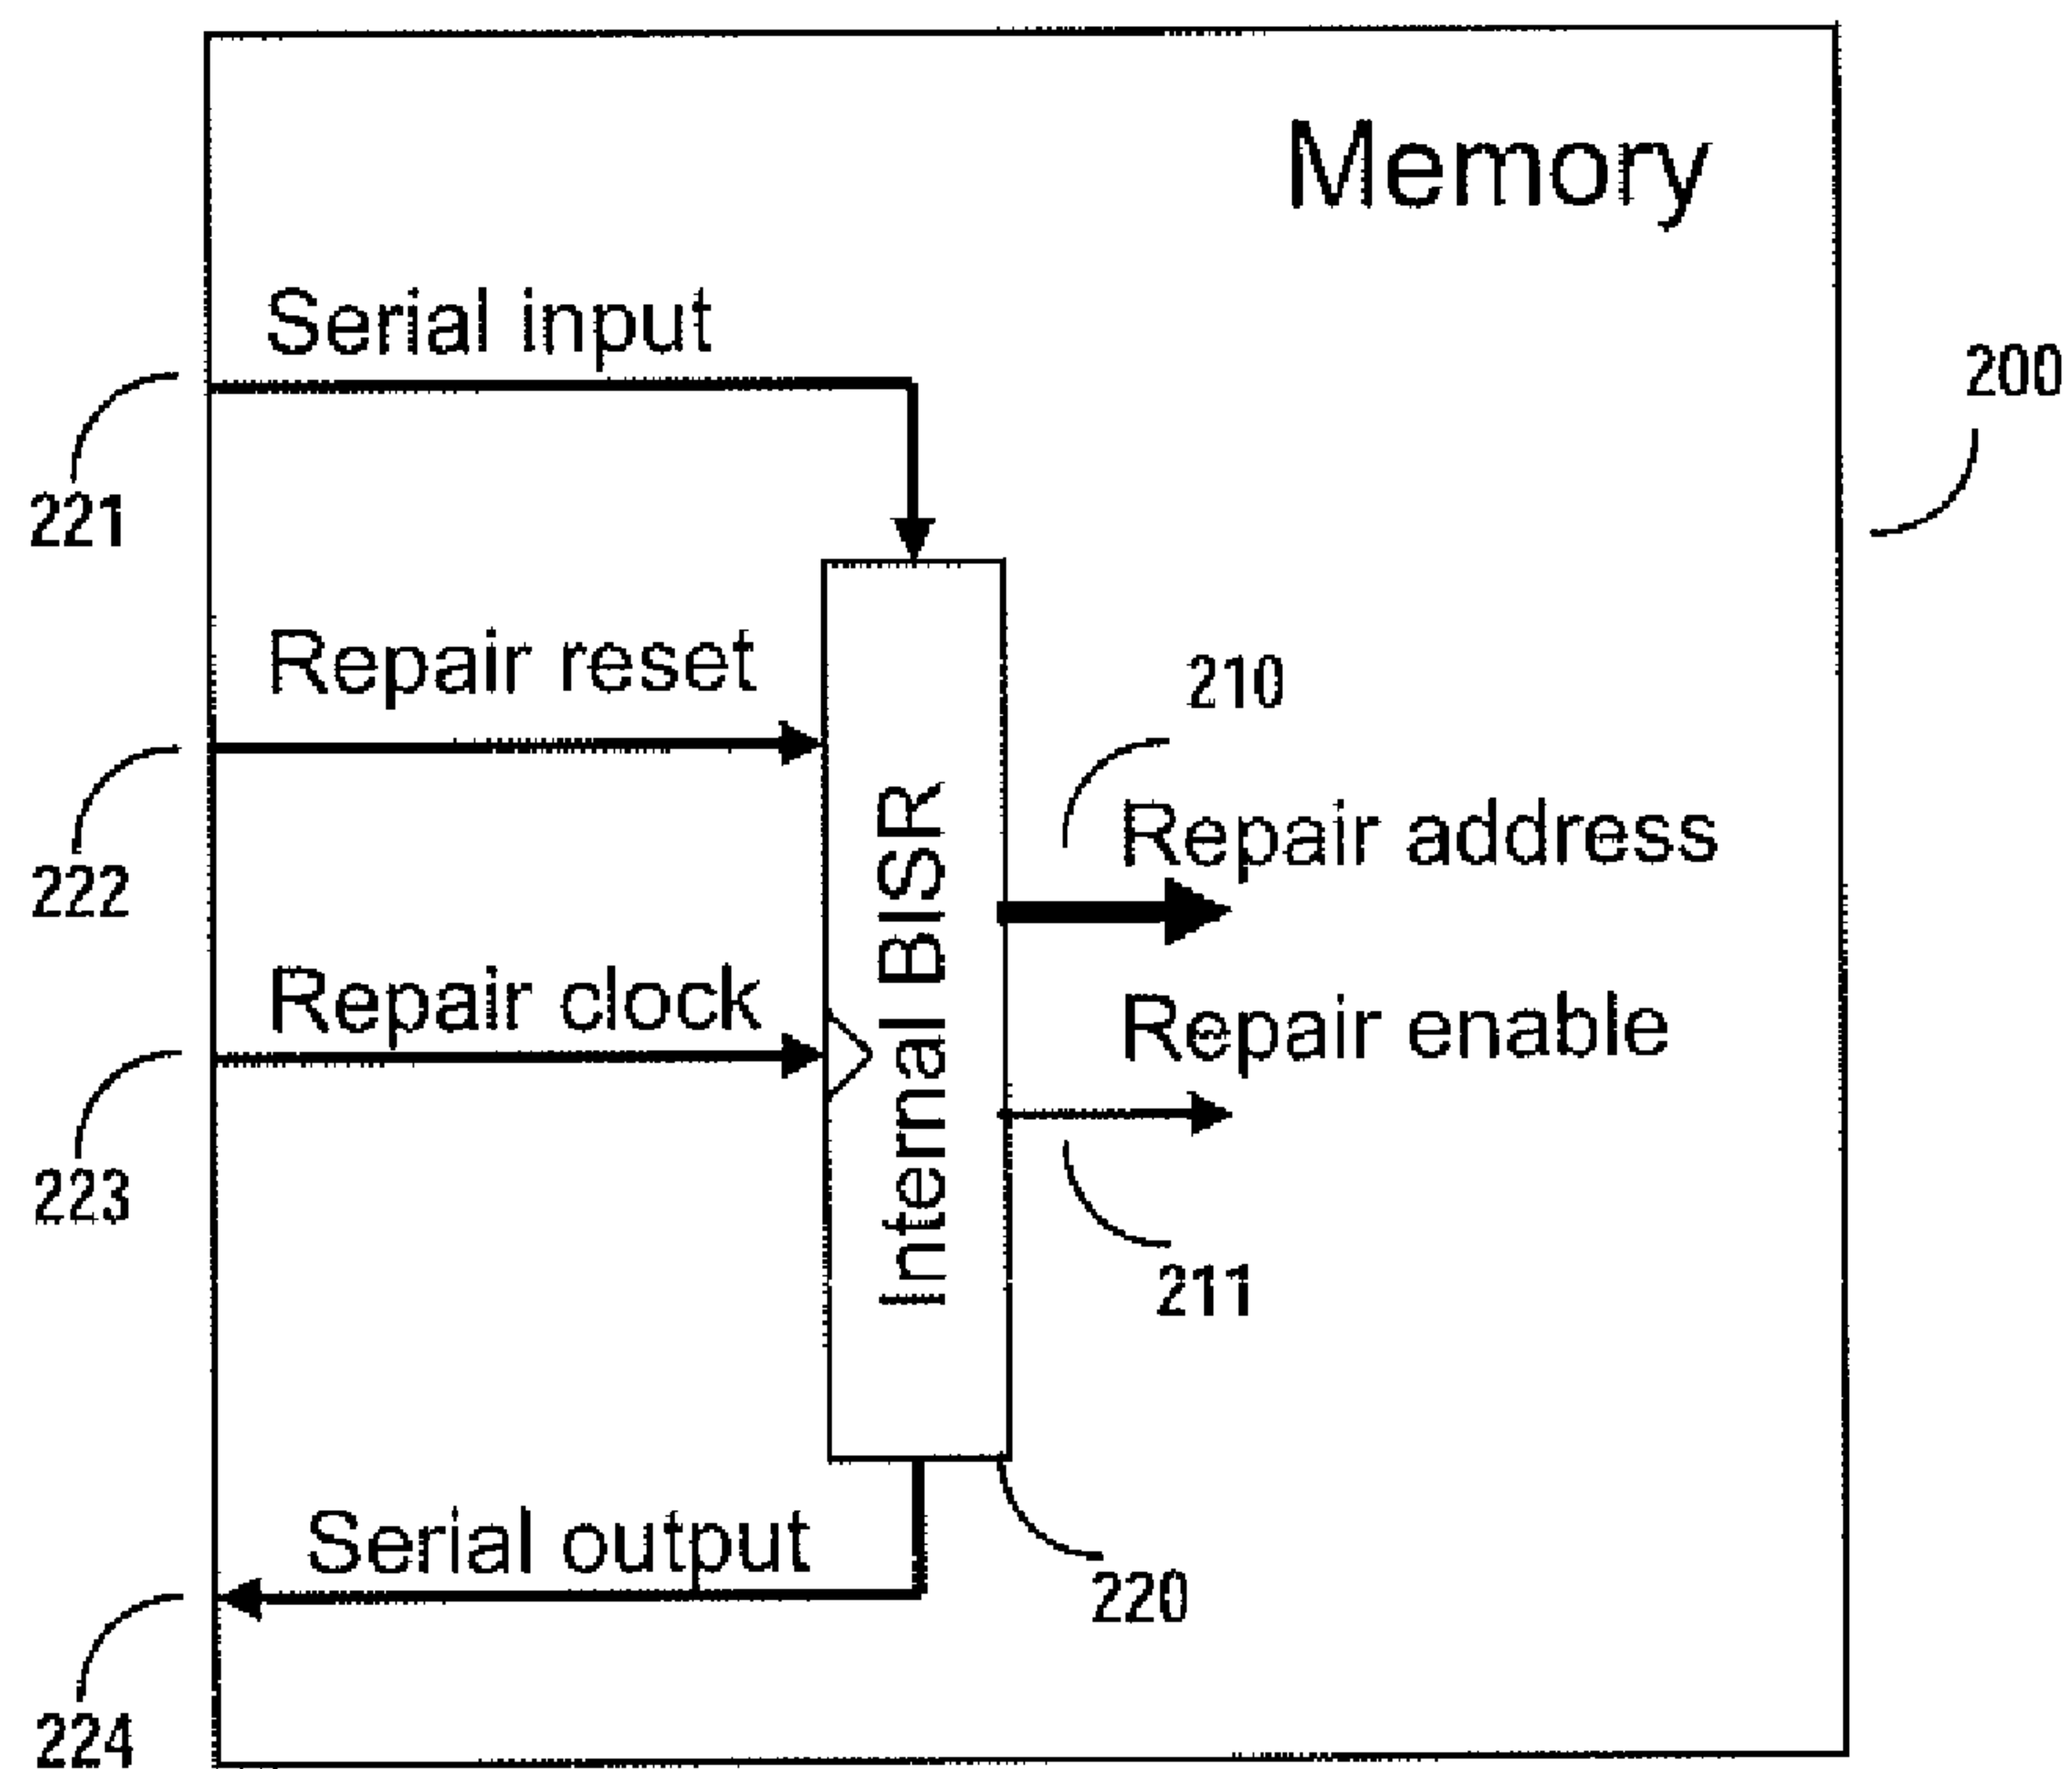 Memory
Serial input
200
221
Repair reset
210
Repair address
222
Internal BISR
Repair clock
Repair enable
223
211
Serial output
220
224